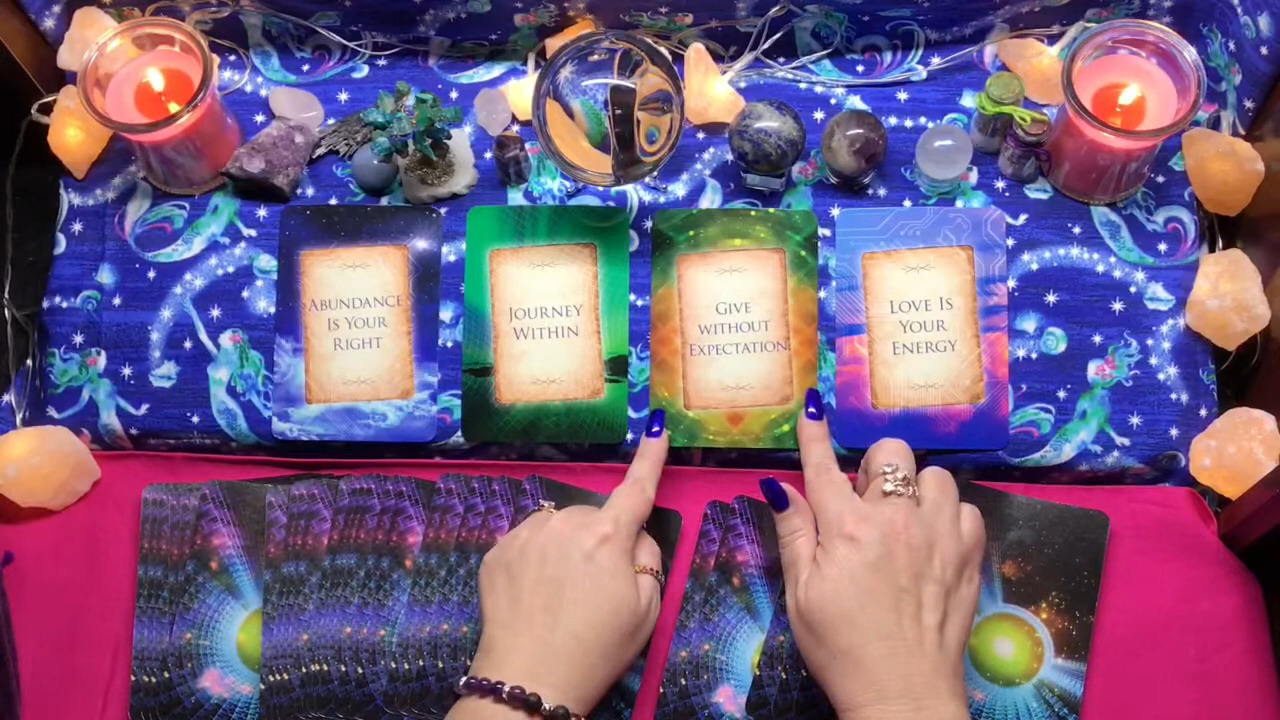 ABUNDANCE
IS YOUR
RIGHT
JOURNEY
WITHIN
GIVE
WITHOUT
EXPECTATION
LOVE IS
YOUR
ENERGY